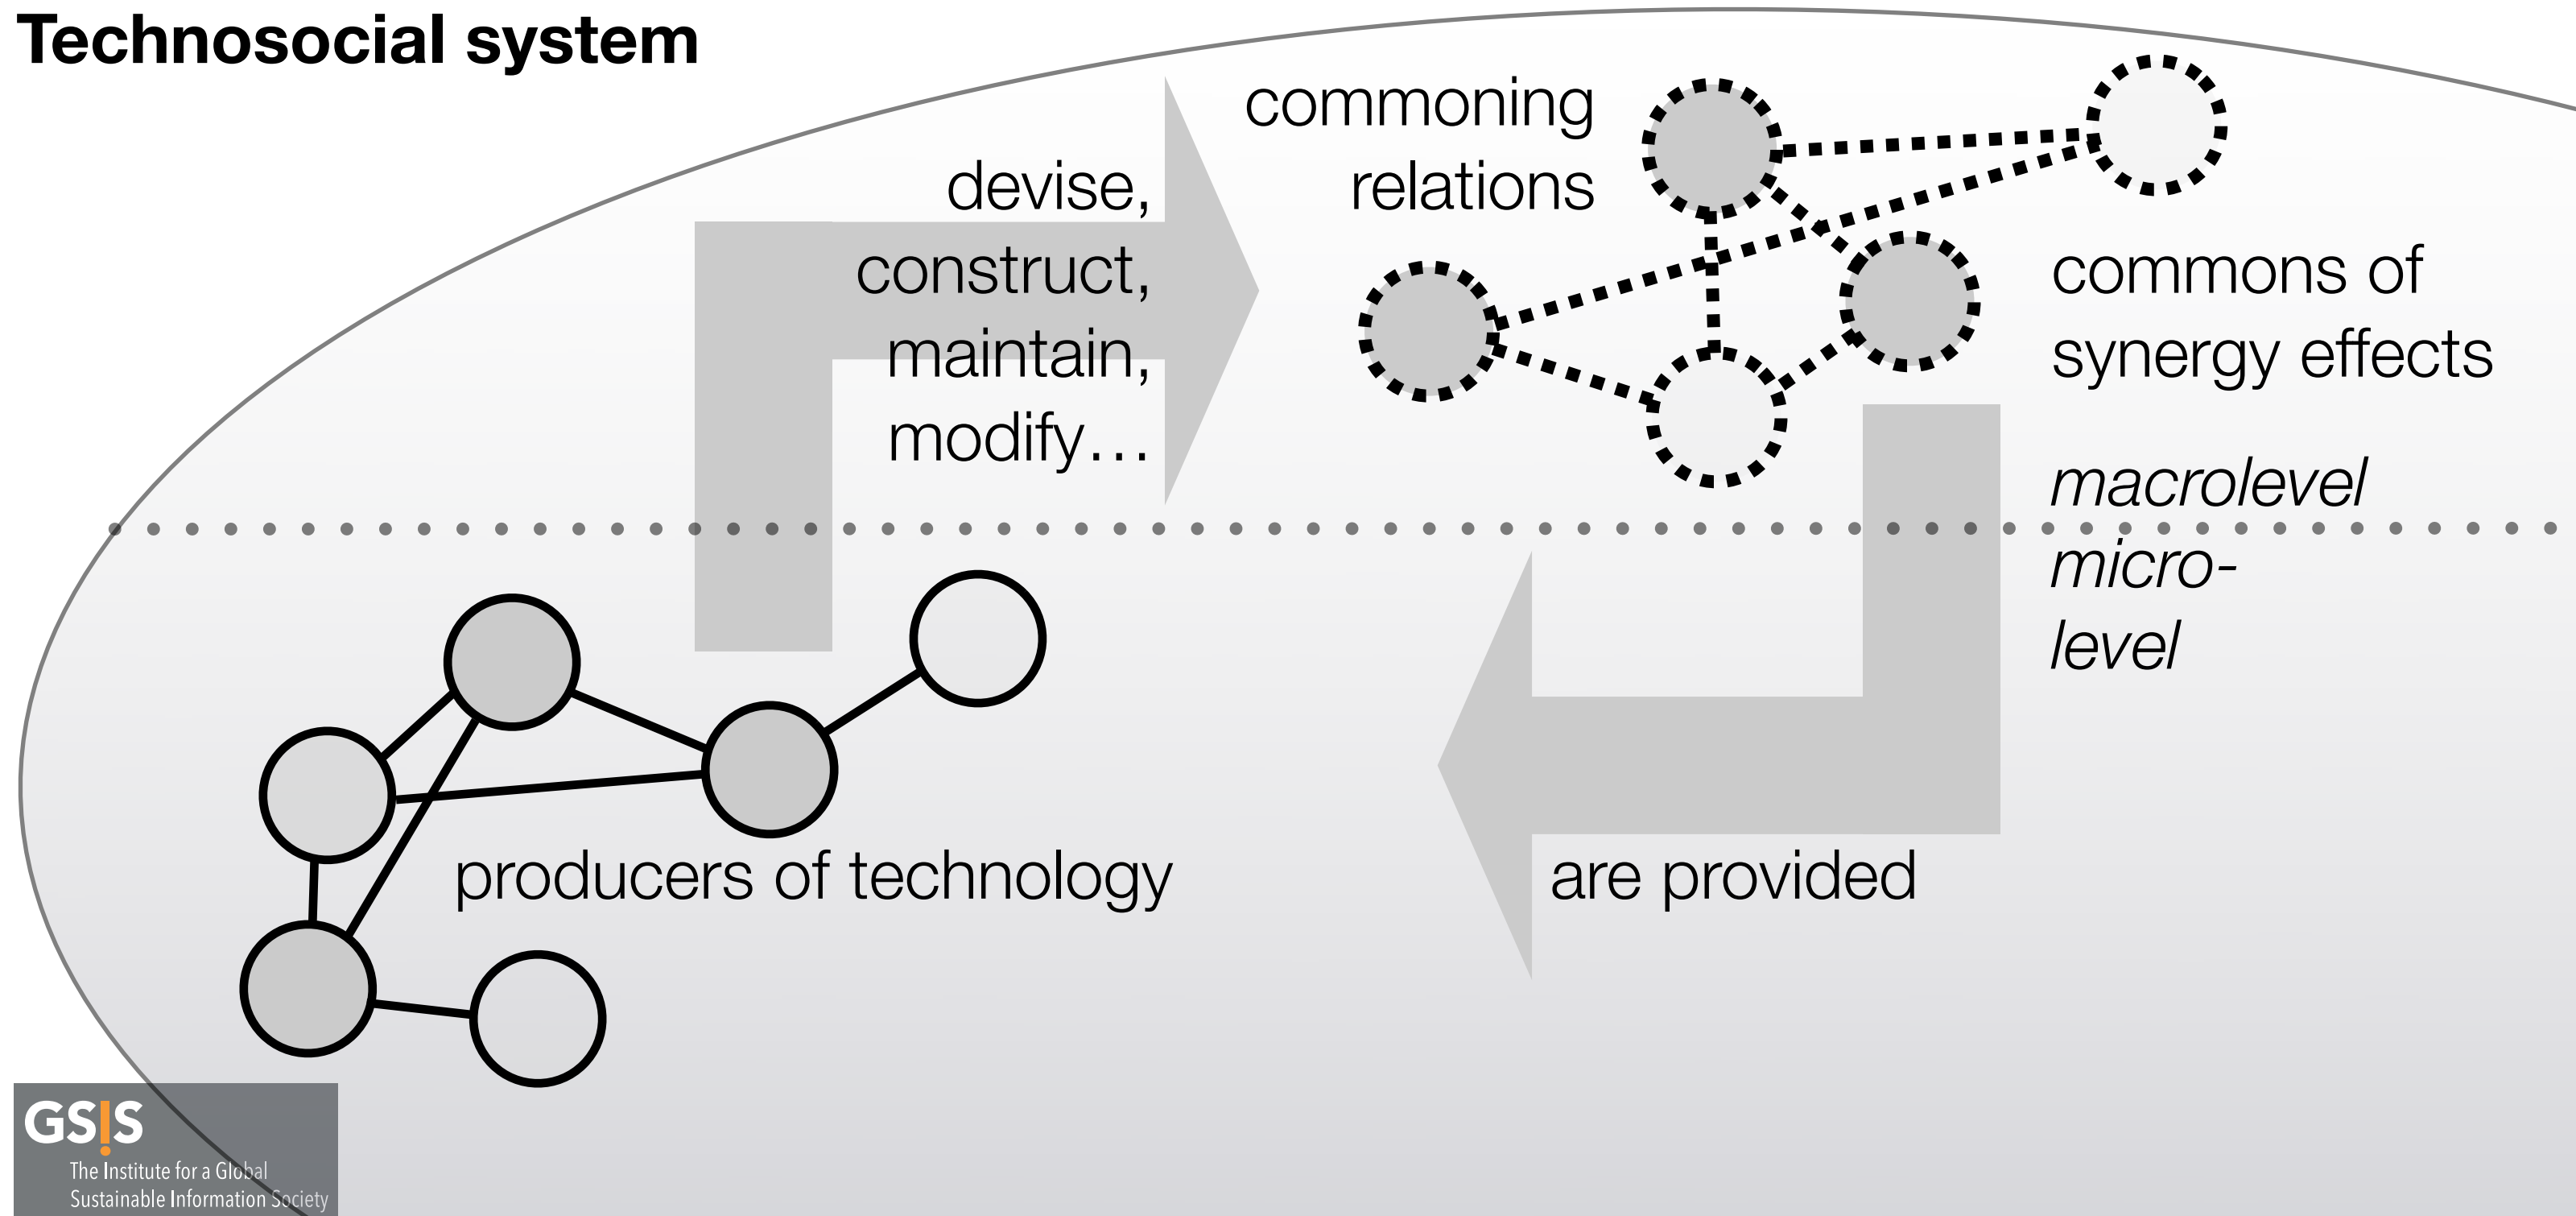 Technosocial system
devise,
construct,
maintain,
modify…
commoning
relations
commons of
synergy effects
macrolevel
micro-
level
producers of technology
are provided
GS!S
The Institute for a Global
Sustainable Information Society